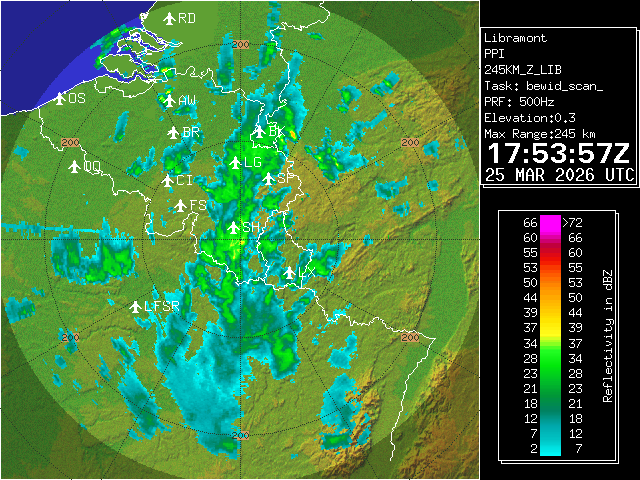 RD
200
OS
AW
BR
BK
200
200
QQ
LG
CI
SP
FS
SH
LX
LFSR
200
200
200
Libramont
PPI
245KM_Z_LIB
Task: bewid_scan_
PRF: 500Hz
Elevation:0.3
Max Range:245 km
17:53:57Z
25 MAR 2026 UTC
66 >72
60 66
55 60
53 55
50 53
44 50
39 44
37 39
34 37
28 34
23 28
21 23
18 21
12 18
7 12
2 7
Reflectivity in dBZ